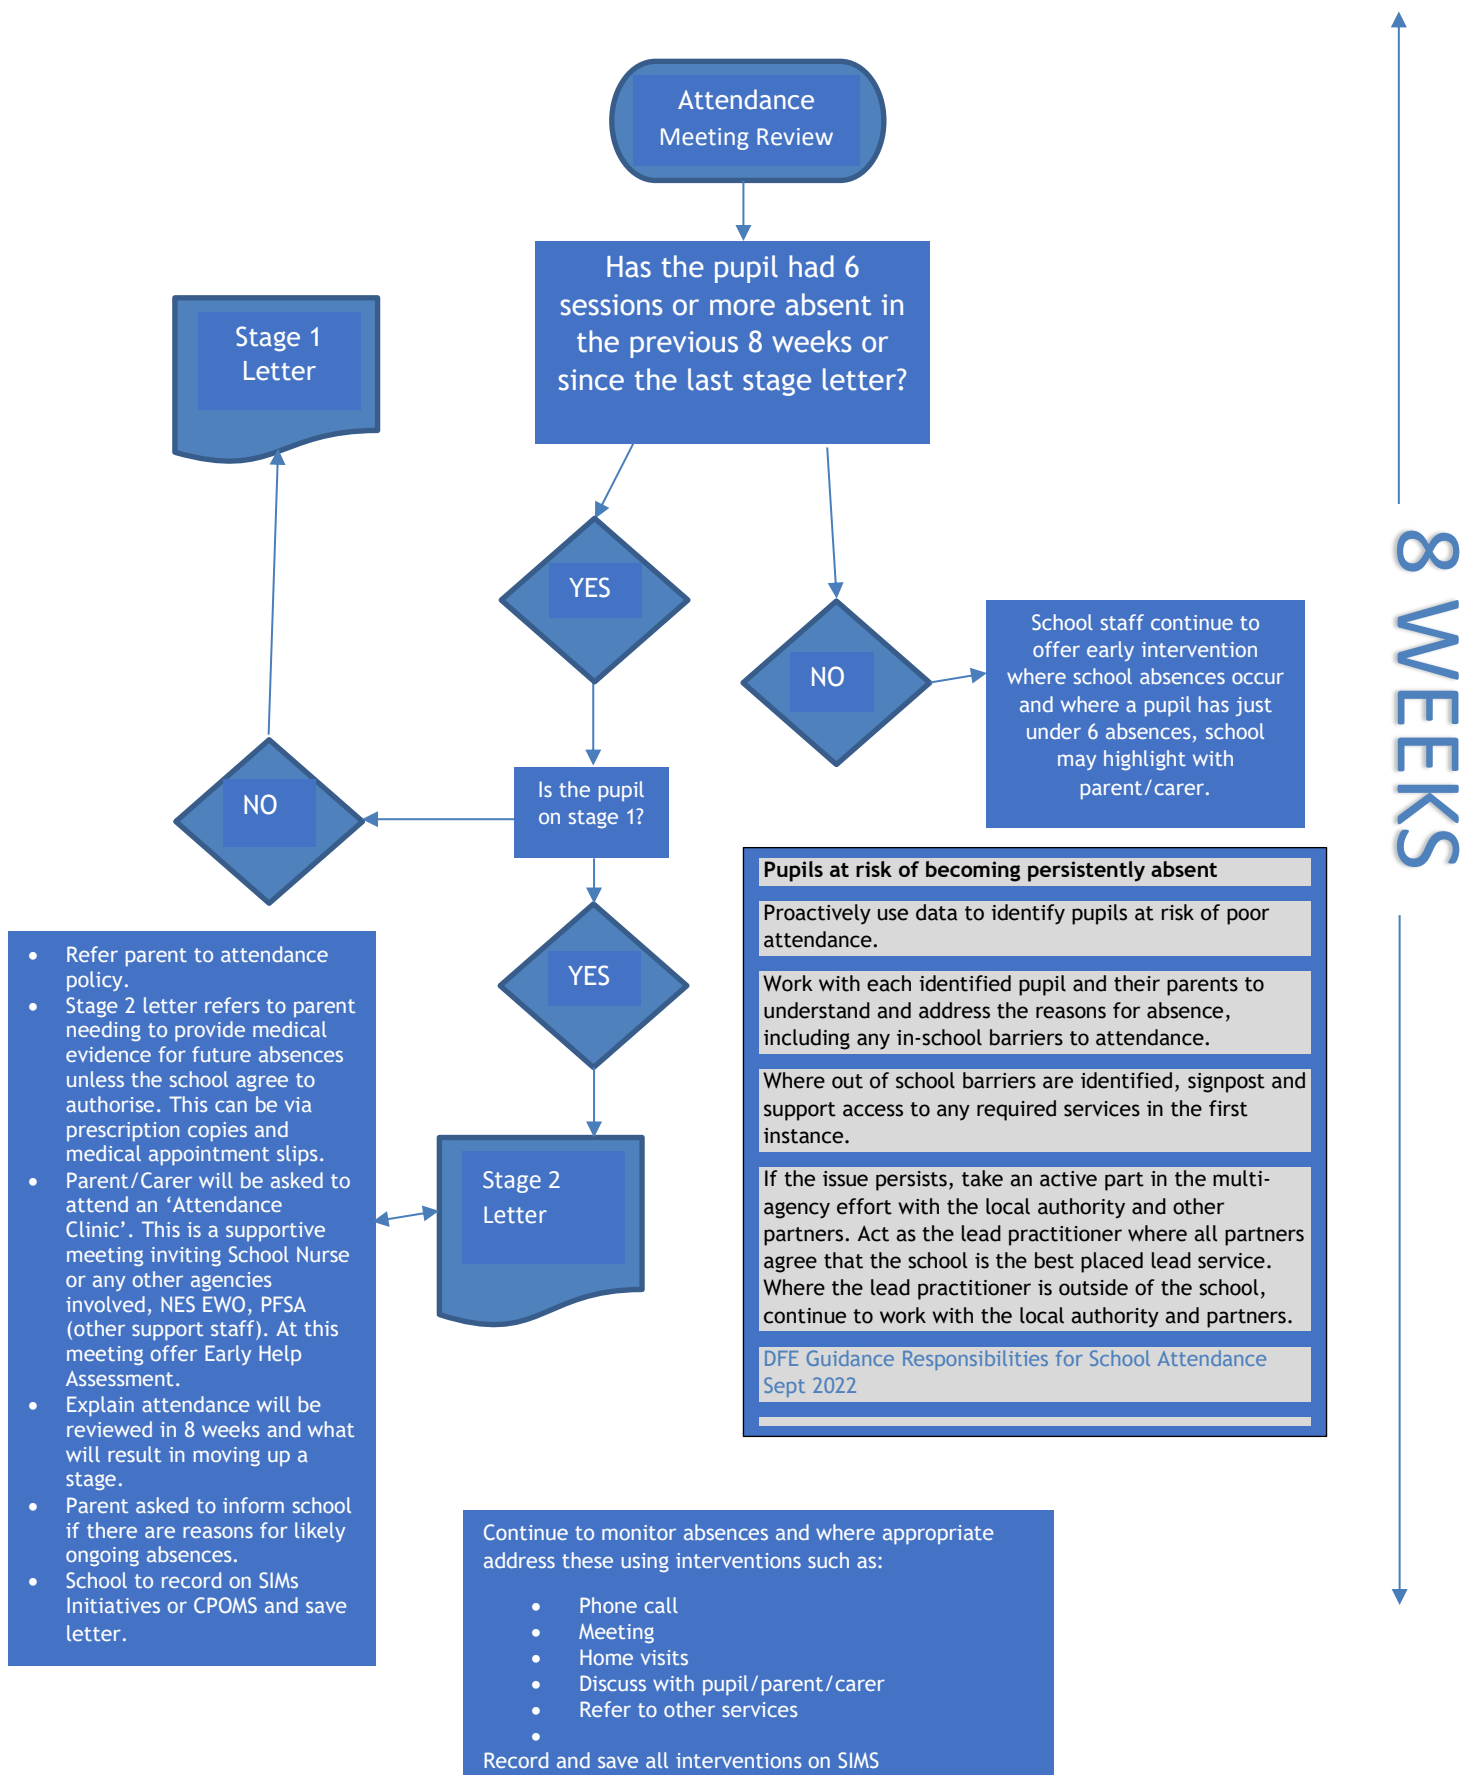 Attendance
Meeting Review
Has the pupil had 6
sessions or more absent in
the previous 8 weeks or
since the last stage letter?
Stage 1
Letter
YES
NO
School staff continue to
offer early intervention
where school absences occur
and where a pupil has just
under 6 absences, school
may highlight with
parent/carer.
8 WEEKS
Is the pupil
on stage 1?
NO
YES
Stage 2
Letter
• Refer parent to attendance
policy.
• Stage 2 letter refers to parent
needing to provide medical
evidence for future absences
unless the school agree to
authorise. This can be via
prescription copies and
medical appointment slips.
• Parent/Carer will be asked to
attend an ‘Attendance
Clinic’. This is a supportive
meeting inviting School Nurse
or any other agencies
involved, NES EWO, PFSA
(other support staff). At this
meeting offer Early Help
Assessment.
• Explain attendance will be
reviewed in 8 weeks and what
will result in moving up a
stage.
• Parent asked to inform school
if there are reasons for likely
ongoing absences.
• School to record on SIMs
Initiatives or CPOMS and save
letter.
Pupils at risk of becoming persistently absent
Proactively use data to identify pupils at risk of poor
attendance.
Work with each identified pupil and their parents to
understand and address the reasons for absence,
including any in-school barriers to attendance.
Where out of school barriers are identified, signpost and
support access to any required services in the first
instance.
If the issue persists, take an active part in the multi-
agency effort with the local authority and other
partners. Act as the lead practitioner where all partners
agree that the school is the best placed lead service.
Where the lead practitioner is outside of the school,
continue to work with the local authority and partners.
DFE Guidance Responsibilities for School Attendance
Sept 2022
Continue to monitor absences and where appropriate
address these using interventions such as:
• Phone call
• Meeting
• Home visits
• Discuss with pupil/parent/carer
• Refer to other services
•
Record and save all interventions on SIMS